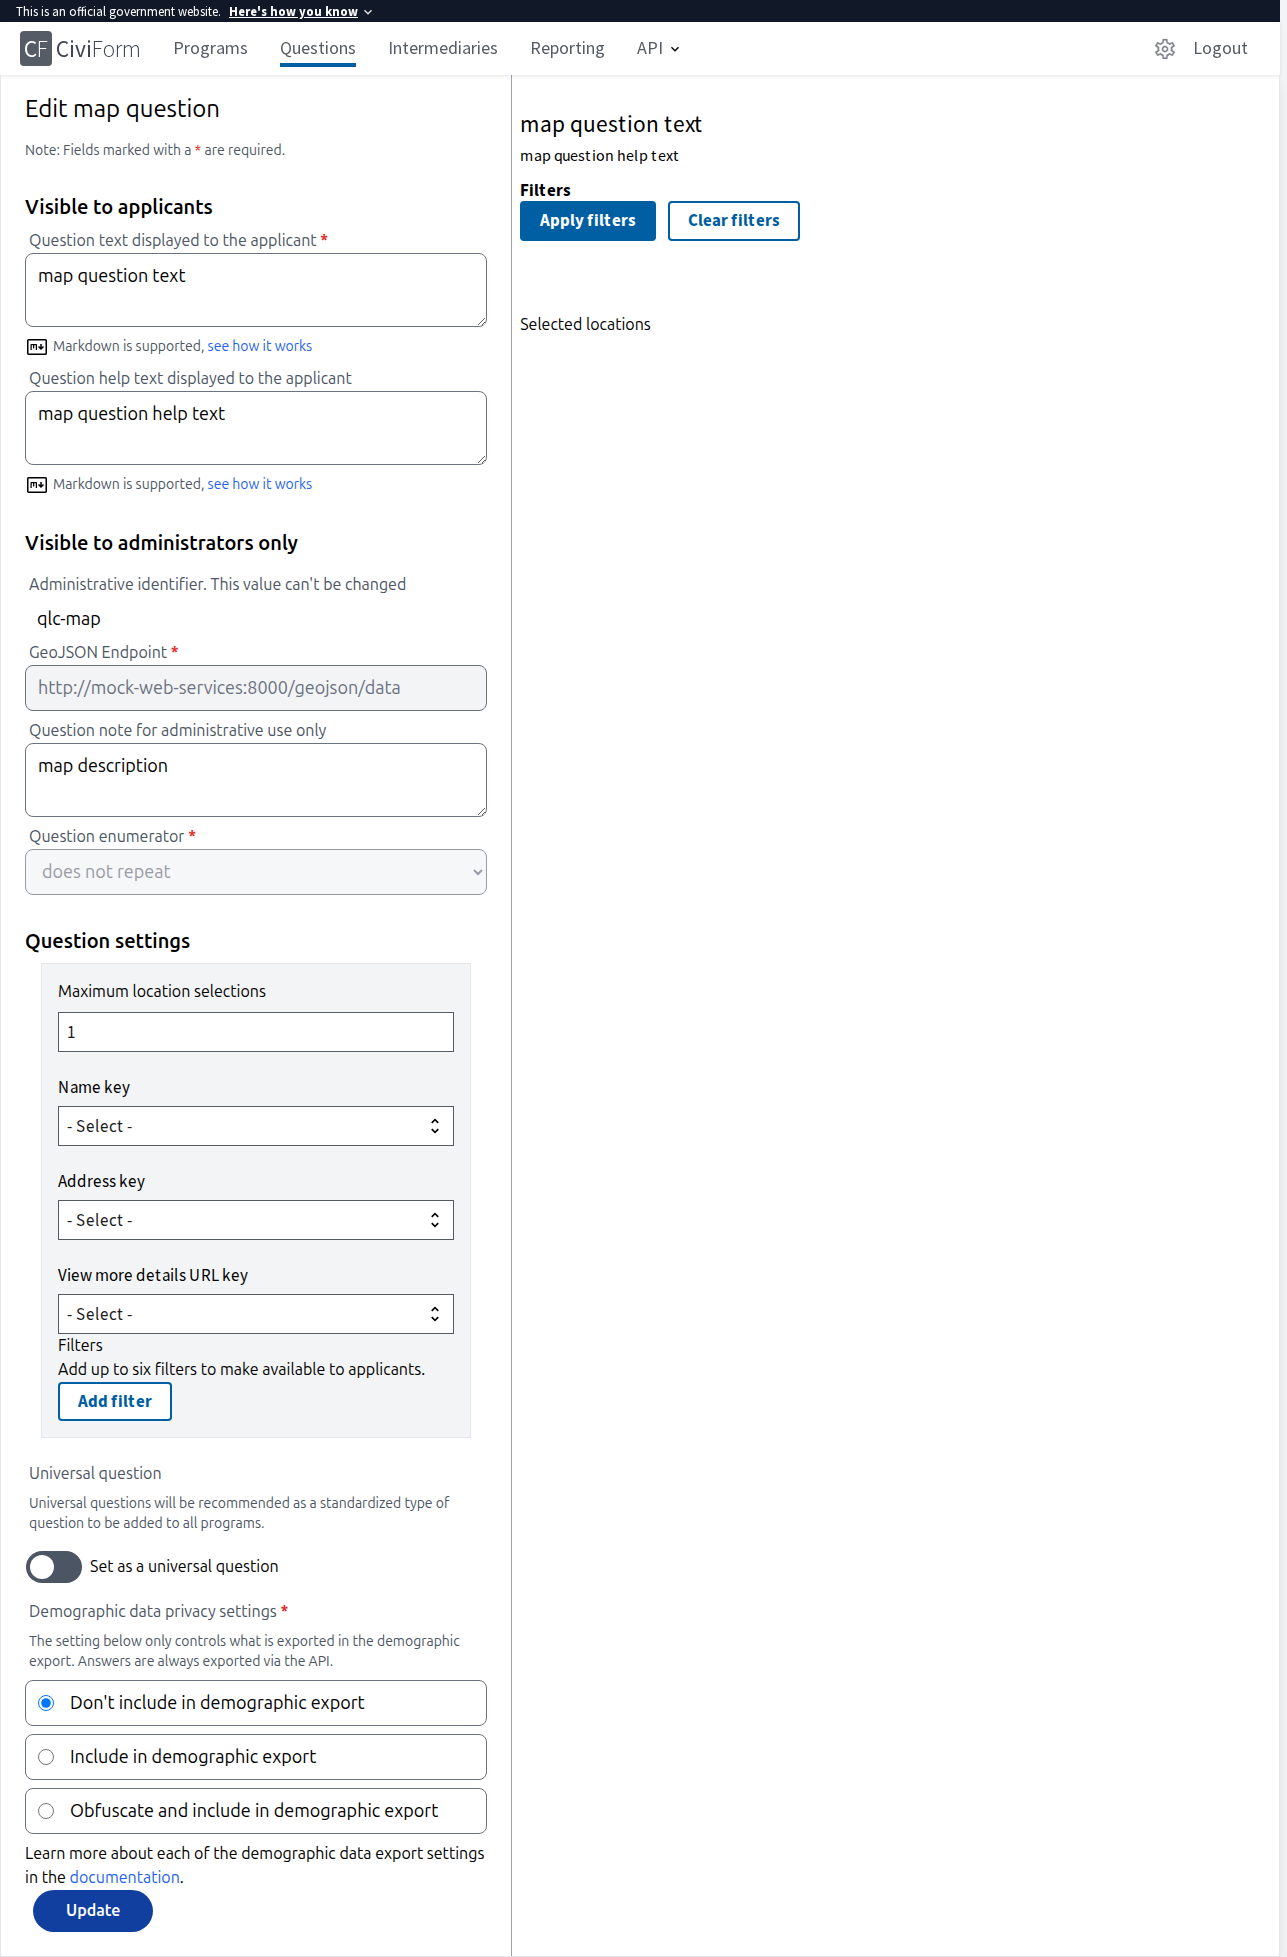 This is an official government website. Here's how you know
CF CiviForm Programs Questions Intermediaries Reporting API Logout
Edit map question
Note: Fields marked with a * are required.
Visible to applicants
Question text displayed to the applicant *
map question text
Markdown is supported, see how it works
Question help text displayed to the applicant
map question help text
Markdown is supported, see how it works
Visible to administrators only
Administrative identifier. This value can't be changed
qlc-map
GeoJSON Endpoint *
http://mock-web-services:8000/geojson/data
Question note for administrative use only
map description
Question enumerator *
does not repeat
Question settings
Maximum location selections
1
Name key
- Select -
Address key
- Select -
View more details URL key
- Select -
Filters
Add up to six filters to make available to applicants.
Add filter
Universal question
Universal questions will be recommended as a standardized type of
question to be added to all programs.
Set as a universal question
Demographic data privacy settings *
The setting below only controls what is exported in the demographic
export. Answers are always exported via the API.
Don't include in demographic export
Include in demographic export
Obfuscate and include in demographic export
Learn more about each of the demographic data export settings
in the documentation.
Update
map question text
map question help text
Filters
Apply filters Clear filters
Selected locations